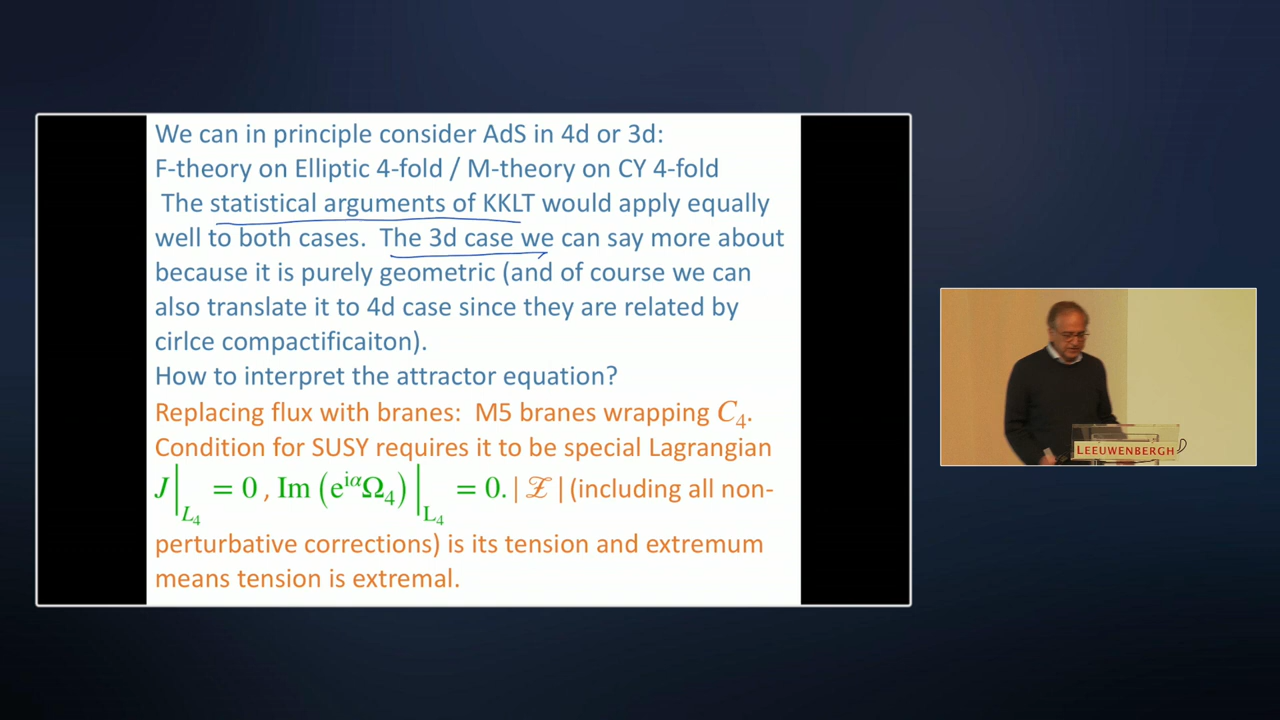 We can in principle consider AdS in 4d or 3d:
F-theory on Elliptic 4-fold / M-theory on CY 4-fold
The statistical arguments of KKLT would apply equally
well to both cases. The 3d case we can say more about
because it is purely geometric (and of course we can
also translate it to 4d case since they are related by
cirlce compactificaiton).
How to interpret the attractor equation?
Replacing flux with branes: M5 branes wrapping C₄.
Condition for SUSY requires it to be special Lagrangian
J|_{L₄} = 0 , Im (e^{iα}Ω₄)|_{L₄} = 0. | 𝒵 | (including all non-
perturbative corrections) is its tension and extremum
means tension is extremal.
LEEUWENBERGH